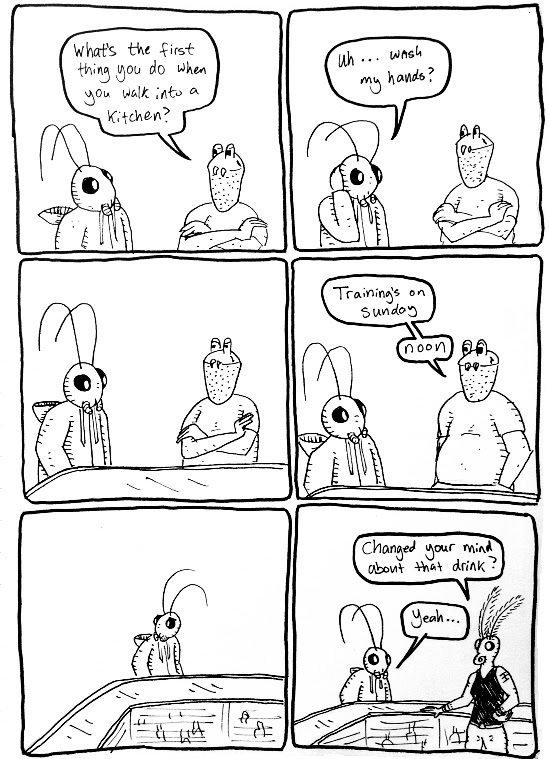 What's the first
thing you do when
you walk into a
kitchen?
Uh ... wash
my hands?
Training's on
Sunday
noon
Changed your mind
about that drink?
Yeah...